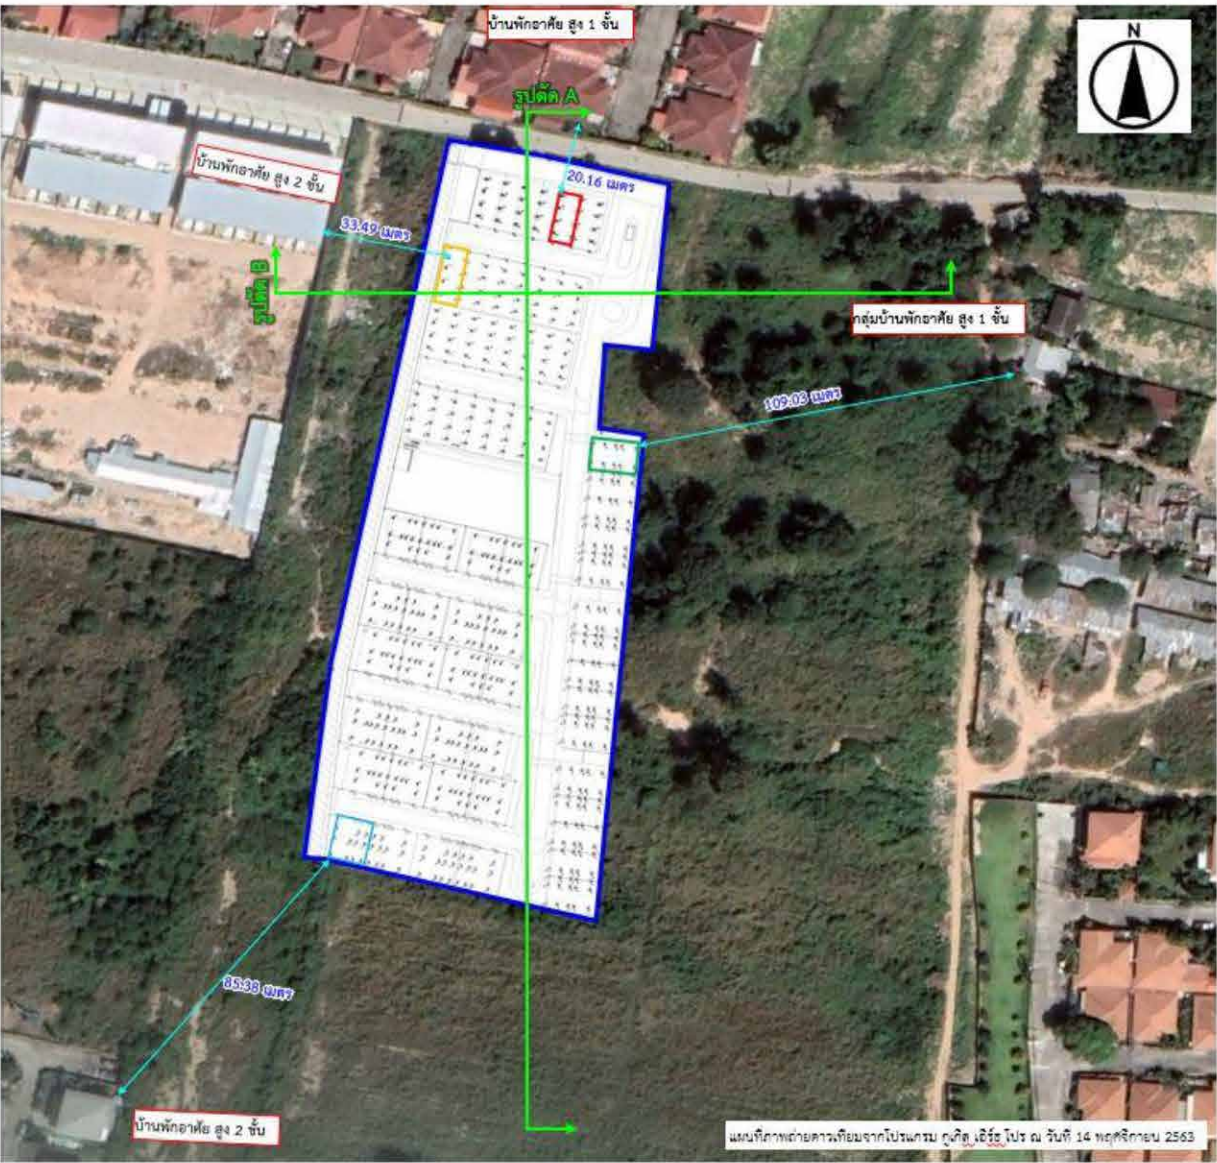 บ้านพักอาศัย สูง 1 ชั้น
N
รูปตัด A
บ้านพักอาศัย สูง 2 ชั้น
20.16 เมตร
33.49 เมตร
รูปตัด B
กลุ่มบ้านพักอาศัย สูง 1 ชั้น
109.03 เมตร
85.38 เมตร
บ้านพักอาศัย สูง 2 ชั้น
แผนที่ภาพถ่ายดาวเทียมจากโปรแกรม กูเกิล เอิร์ธ โปร ณ วันที่ 14 พฤศจิกายน 2563